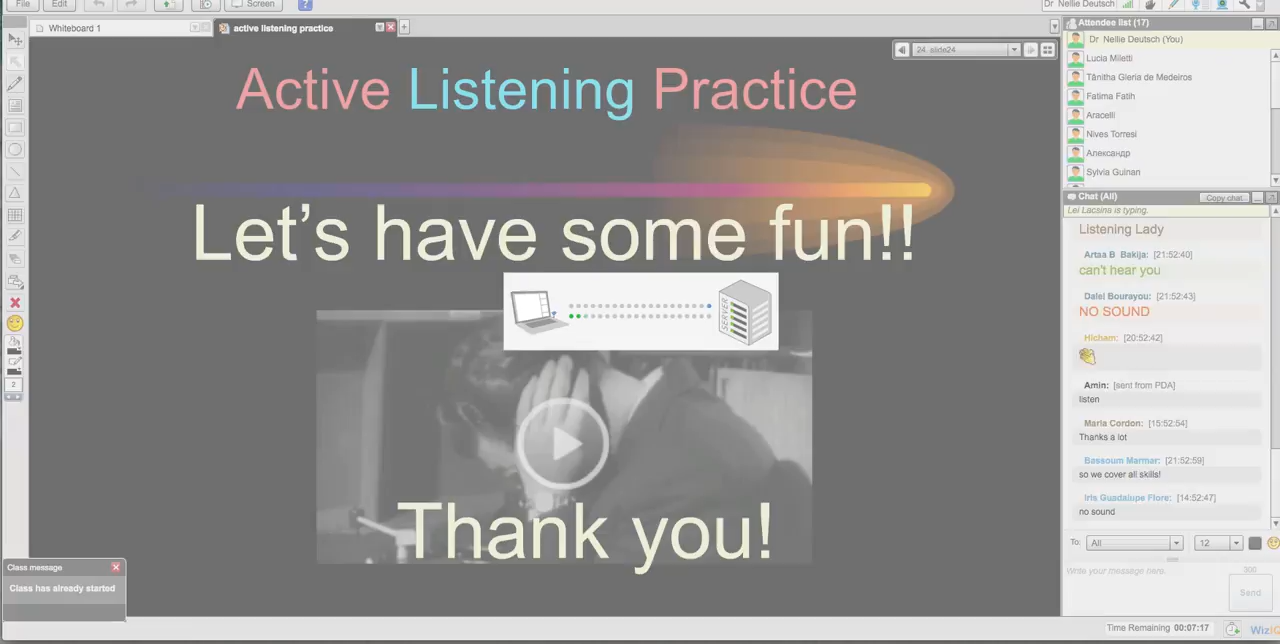 File
Edit
Screen
?
Dr Nellie Deutsch
Whiteboard 1
active listening practice
24. slide24
Active Listening Practice
Let's have some fun!!
SERVER
Thank you!
2
Class message
Class has already started
Attendee list (17)
Dr Nellie Deutsch (You)
Lucia Miletti
Tânitha Gleria de Medeiros
Fatima Fatih
Aracelli
Nives Torresi
Александр
Sylvia Guinan
Chat (All)
Copy chat
Lei Lacsina is typing.
Listening Lady
Artaa B Bakija: [21:52:40]
can't hear you
Dalel Bourayou: [21:52:43]
NO SOUND
Hicham: [20:52:42]
Amin: [sent from PDA]
listen
Maria Cordon: [15:52:54]
Thanks a lot
Bassoum Marmar: [21:52:59]
so we cover all skills!
Iris Guadalupe Flore: [14:52:47]
no sound
To: All
12
Write your message here.
300
Send
Time Remaining 00:07:17
WizIQ